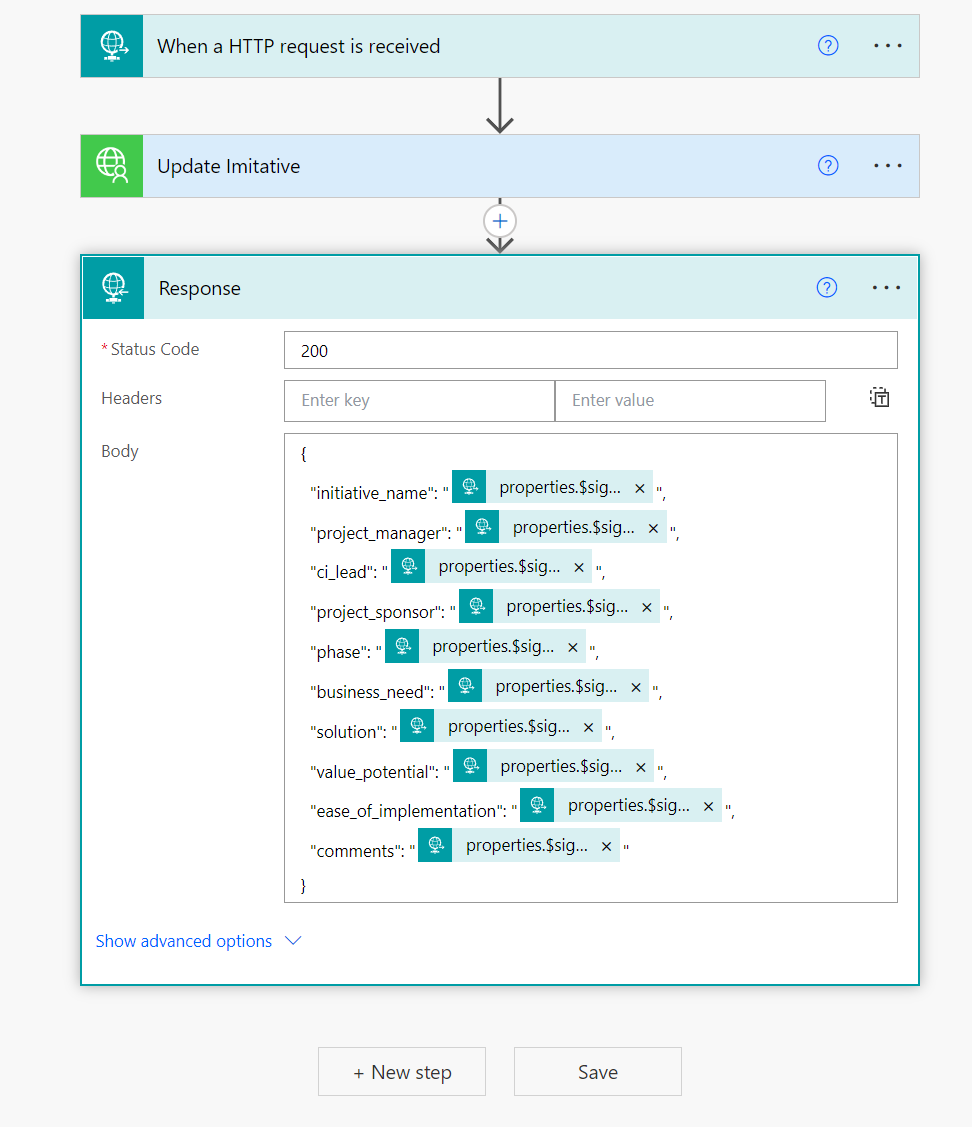 When a HTTP request is received
Update Imitative
Response
* Status Code 200
Headers Enter key Enter value
Body {
"initiative_name": " properties.$sig... × ",
"project_manager": " properties.$sig... × ",
"ci_lead": " properties.$sig... × ",
"project_sponsor": " properties.$sig... × ",
"phase": " properties.$sig... × ",
"business_need": " properties.$sig... × ",
"solution": " properties.$sig... × ",
"value_potential": " properties.$sig... × ",
"ease_of_implementation": " properties.$sig... × ",
"comments": " properties.$sig... × "
}
Show advanced options
+ New step Save